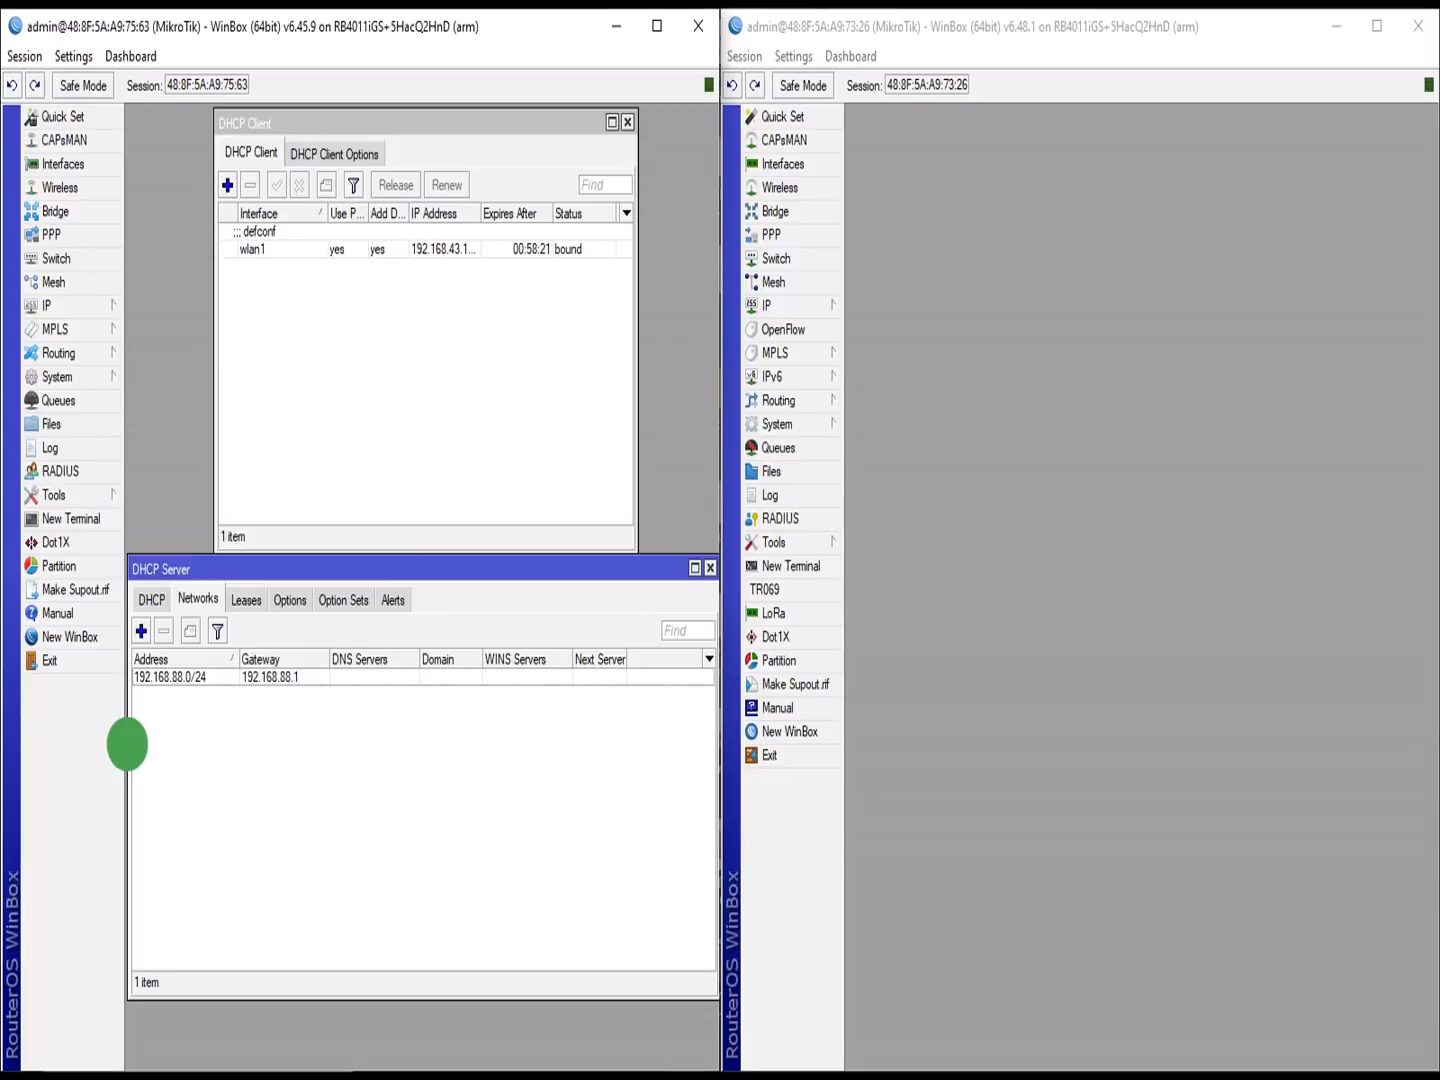 admin@48:8F:5A:A9:75:63 (MikroTik) - WinBox (64bit) v6.45.9 on RB4011iGS+5HacQ2HnD (arm)
Session Settings Dashboard
Safe Mode Session: 48:8F:5A:A9:75:63
Quick Set
CAPsMAN
Interfaces
Wireless
Bridge
PPP
Switch
Mesh
IP
MPLS
Routing
System
Queues
Files
Log
RADIUS
Tools
New Terminal
Dot1X
Partition
Make Supout.rif
Manual
New WinBox
Exit
RouterOS WinBox
DHCP Client
DHCP Client DHCP Client Options
Release Renew Find
Interface Use P... Add D... IP Address Expires After Status
;;; defconf
wlan1 yes yes 192.168.43.1... 00:58:21 bound
1 item
DHCP Server
DHCP Networks Leases Options Option Sets Alerts
Find
Address Gateway DNS Servers Domain WINS Servers Next Server
192.168.88.0/24 192.168.88.1
1 item
admin@48:8F:5A:A9:73:26 (MikroTik) - WinBox (64bit) v6.48.1 on RB4011iGS+5HacQ2HnD (arm)
Session Settings Dashboard
Safe Mode Session: 48:8F:5A:A9:73:26
Quick Set
CAPsMAN
Interfaces
Wireless
Bridge
PPP
Switch
Mesh
IP
OpenFlow
MPLS
IPv6
Routing
System
Queues
Files
Log
RADIUS
Tools
New Terminal
TR069
LoRa
Dot1X
Partition
Make Supout.rif
Manual
New WinBox
Exit
RouterOS WinBox